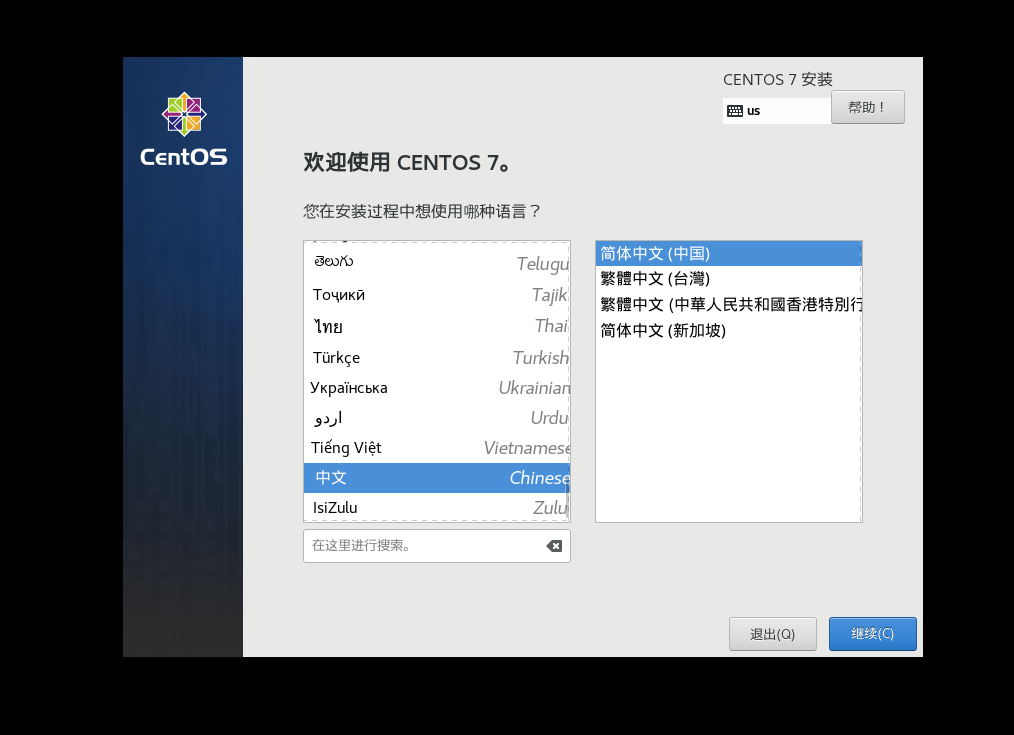 CentOS
CENTOS 7 安装
us
帮助！
欢迎使用 CENTOS 7。
您在安装过程中想使用哪种语言？
తెలుగు Telugu
Тоҷикӣ Tajik
ไทย Thai
Türkçe Turkish
Українська Ukrainian
اردو Urdu
Tiếng Việt Vietnamese
中文 Chinese
IsiZulu Zulu
简体中文 (中国)
繁體中文 (台灣)
繁體中文 (中華人民共和國香港特別行
简体中文 (新加坡)
在这里进行搜索。
退出(Q)
继续(C)